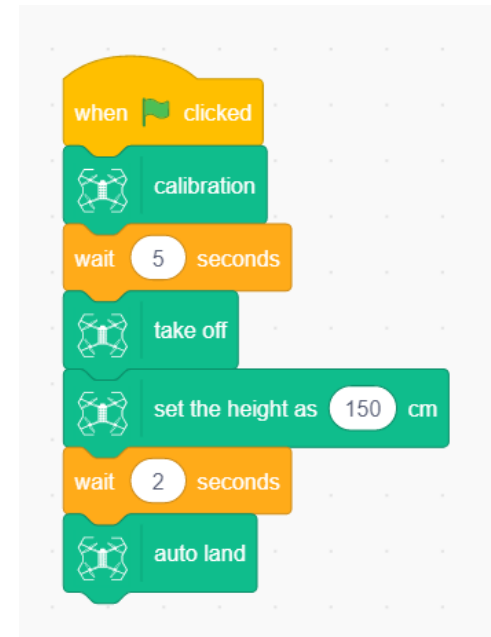 when clicked
calibration
wait 5 seconds
take off
set the height as 150 cm
wait 2 seconds
auto land